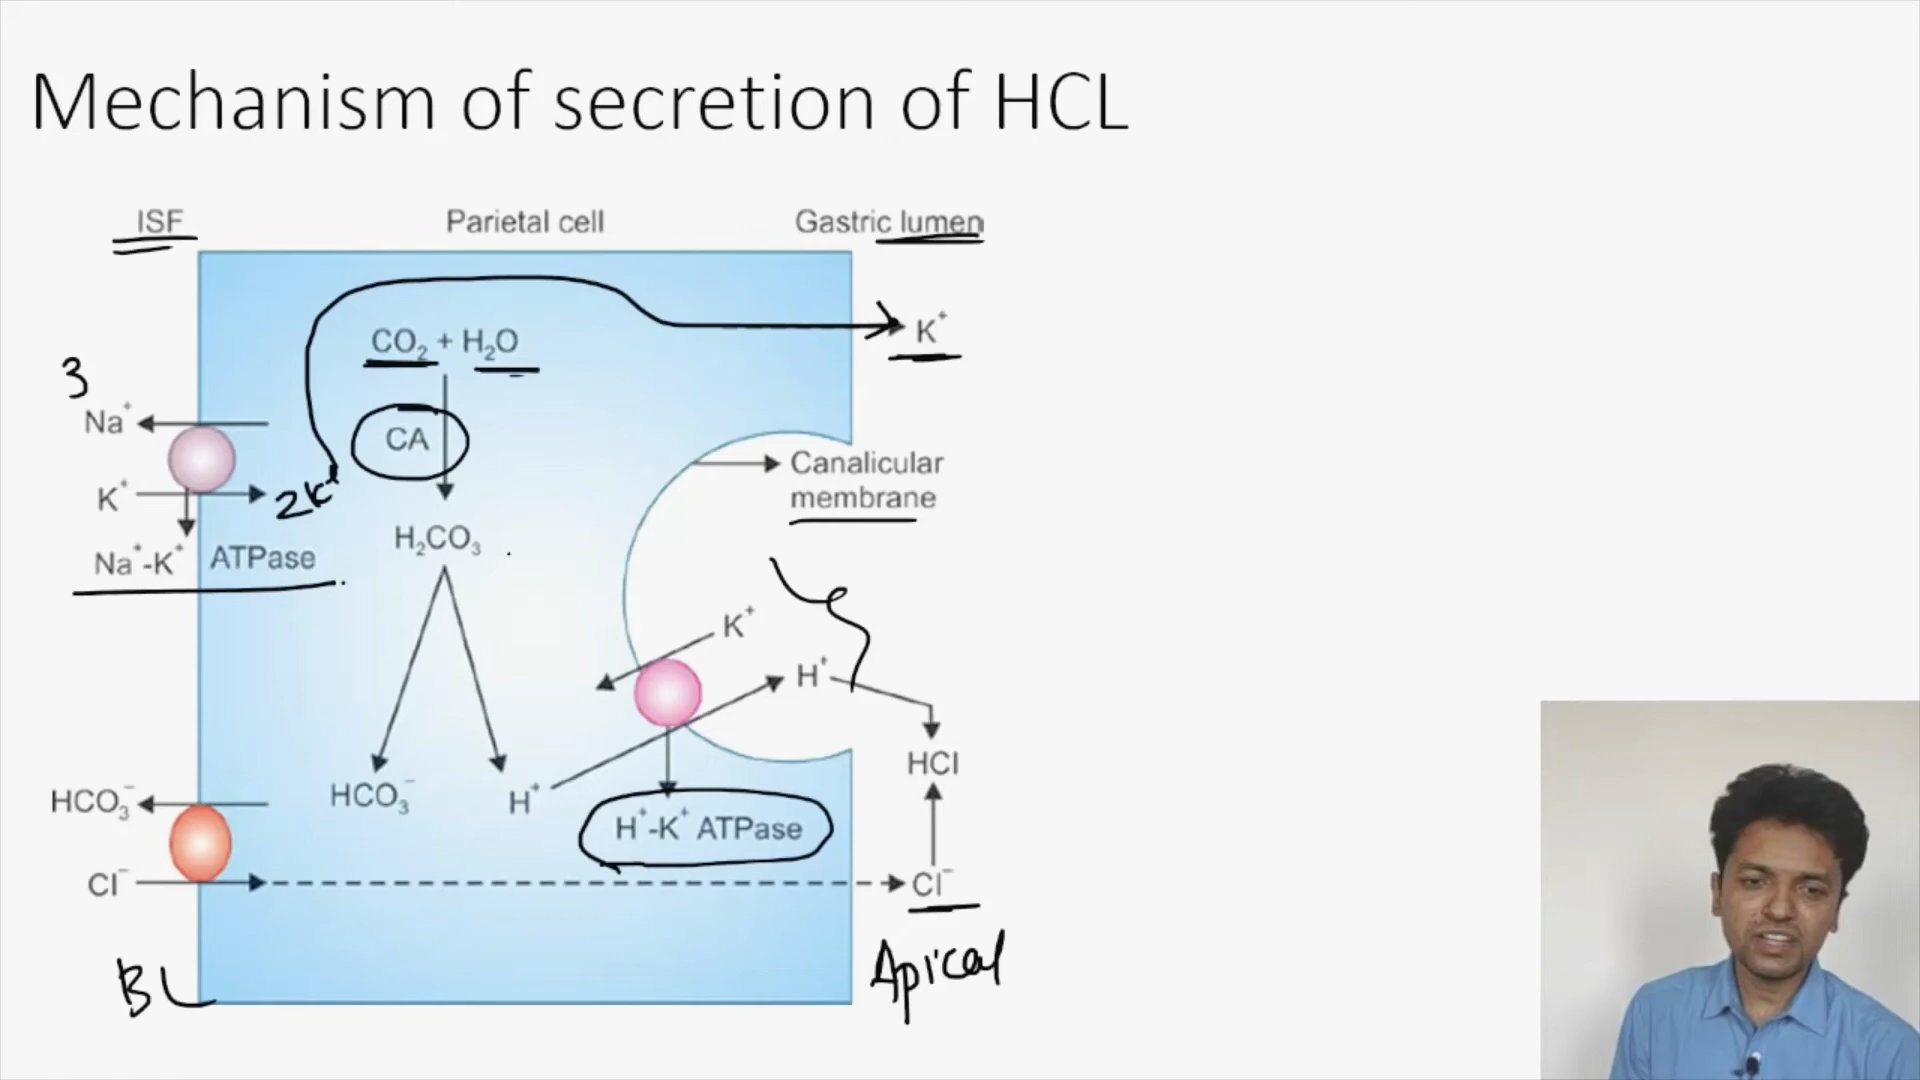 Mechanism of secretion of HCL
ISF
Parietal cell
Gastric lumen
CO₂ + H₂O
K⁺
3
Na⁺
CA
Canalicular
membrane
K⁺
2K⁺
H₂CO₃
Na⁺-K⁺ ATPase
K⁺
H⁺
HCl
HCO₃⁻
HCO₃⁻
H⁺
H⁺-K⁺ ATPase
Cl⁻
Cl⁻
BL
Apical